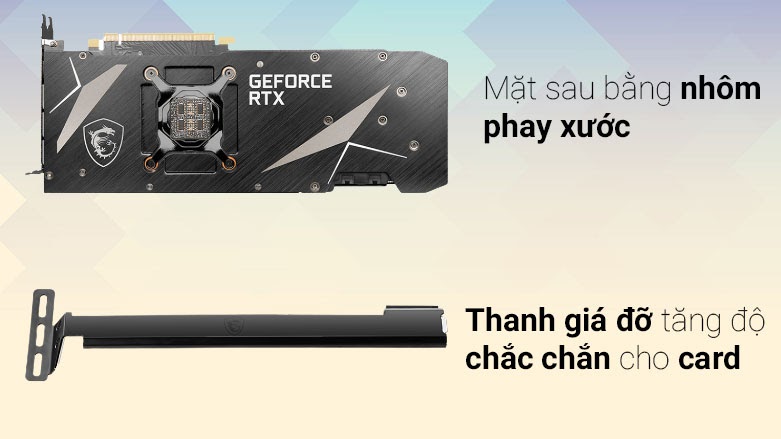 GEFORCE
RTX
Mặt sau bằng nhôm
phay xước
Thanh giá đỡ tăng độ
chắc chắn cho card